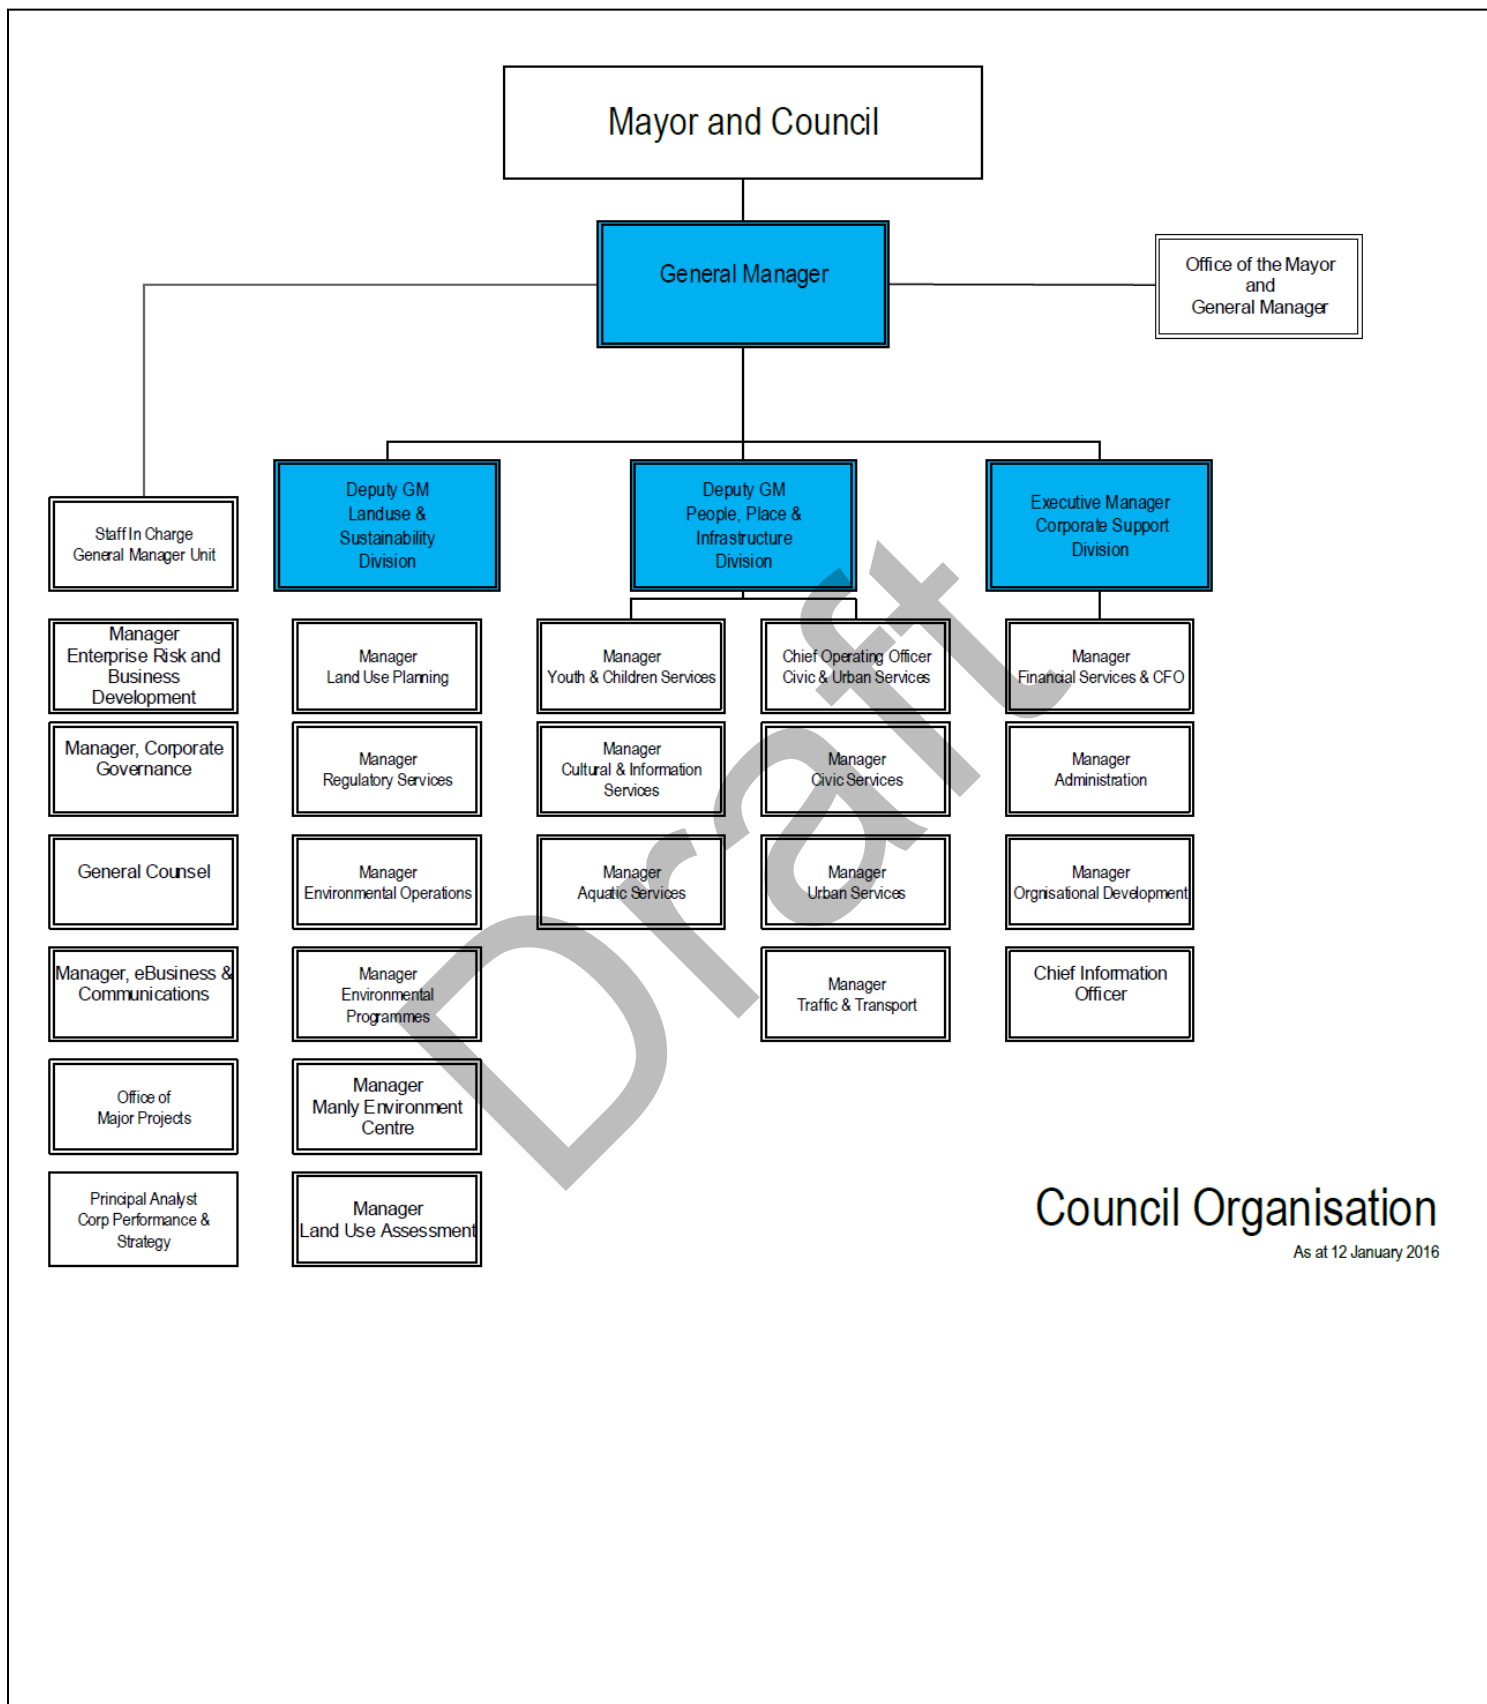 Mayor and Council
General Manager
Office of the Mayor
and
General Manager
Staff In Charge
General Manager Unit
Deputy GM
Landuse &
Sustainability
Division
Deputy GM
People, Place &
Infrastructure
Division
Executive Manager
Corporate Support
Division
Manager
Enterprise Risk and
Business
Development
Manager
Land Use Planning
Manager
Youth & Children Services
Chief Operating Officer
Civic & Urban Services
Manager
Financial Services & CFO
Manager, Corporate
Governance
Manager
Regulatory Services
Manager
Cultural & Information
Services
Manager
Civic Services
Manager
Administration
General Counsel
Manager
Environmental Operations
Manager
Aquatic Services
Manager
Urban Services
Manager
Orgnisational Development
Manager, eBusiness &
Communications
Manager
Environmental
Programmes
Manager
Traffic & Transport
Chief Information
Officer
Office of
Major Projects
Manager
Manly Environment
Centre
Principal Analyst
Corp Performance &
Strategy
Manager
Land Use Assessment
Draft
Council Organisation
As at 12 January 2016